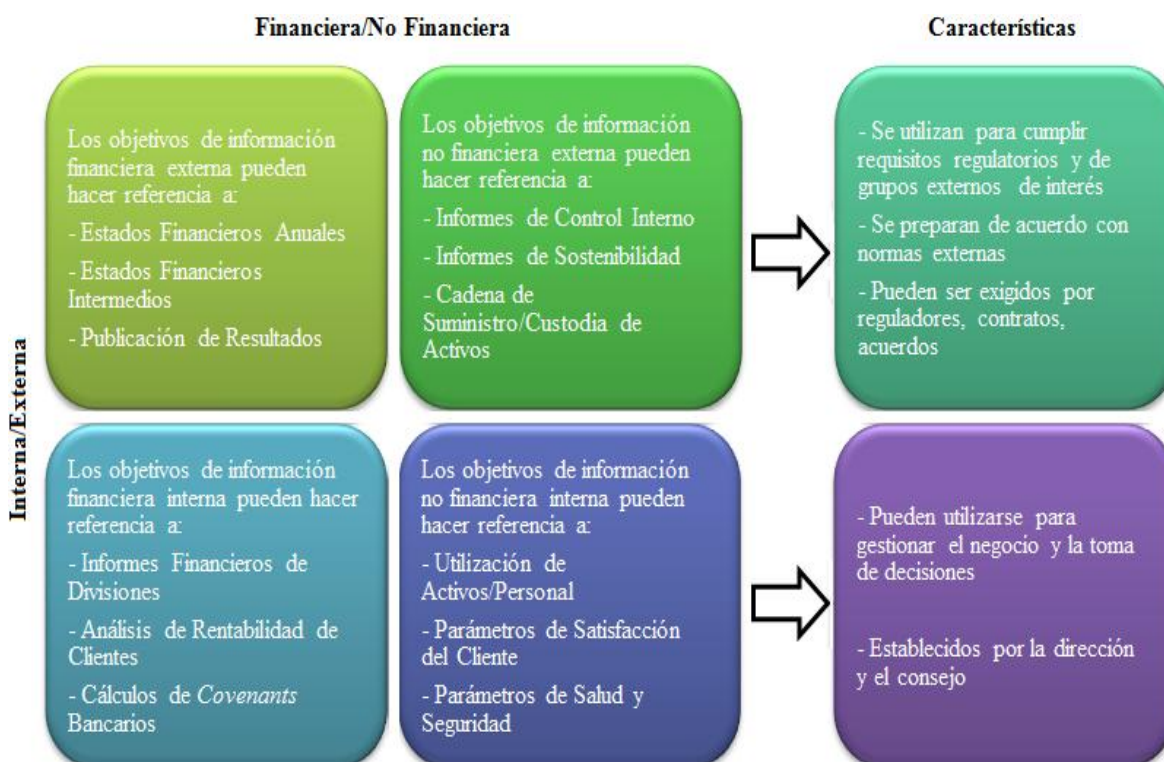 Financiera/No Financiera
Características
Interna/Externa
Los objetivos de información
financiera externa pueden
hacer referencia a:
- Estados Financieros Anuales
- Estados Financieros
Intermedios
- Publicación de Resultados
Los objetivos de información
no financiera externa pueden
hacer referencia a:
- Informes de Control Interno
- Informes de Sostenibilidad
- Cadena de
Suministro/Custodia de
Activos
- Se utilizan para cumplir
requisitos regulatorios y de
grupos externos de interés
- Se preparan de acuerdo con
normas externas
- Pueden ser exigidos por
reguladores, contratos,
acuerdos
Los objetivos de información
financiera interna pueden hacer
referencia a:
- Informes Financieros de
Divisiones
- Análisis de Rentabilidad de
Clientes
- Cálculos de Covenants
Bancarios
Los objetivos de información
no financiera interna pueden
hacer referencia a:
- Utilización de
Activos/Personal
- Parámetros de Satisfacción
del Cliente
- Parámetros de Salud y
Seguridad
- Pueden utilizarse para
gestionar el negocio y la toma
de decisiones
- Establecidos por la dirección
y el consejo